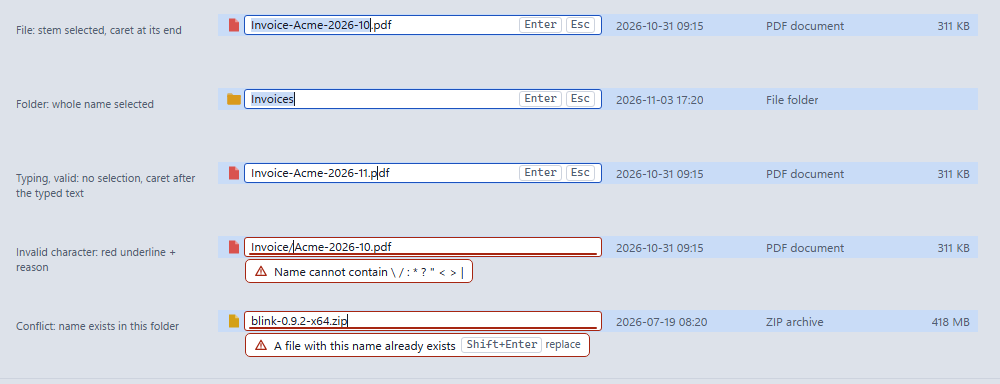 File: stem selected, caret at its end
Invoice-Acme-2026-10.pdf Enter Esc 2026-10-31 09:15 PDF document 311 KB
Folder: whole name selected
Invoices Enter Esc 2026-11-03 17:20 File folder
Typing, valid: no selection, caret after
the typed text
Invoice-Acme-2026-11.pdf Enter Esc 2026-10-31 09:15 PDF document 311 KB
Invalid character: red underline +
reason
Invoice/Acme-2026-10.pdf 2026-10-31 09:15 PDF document 311 KB
Name cannot contain \ / : * ? " < > |
Conflict: name exists in this folder
blink-0.9.2-x64.zip 2026-07-19 08:20 ZIP archive 418 MB
A file with this name already exists Shift+Enter replace